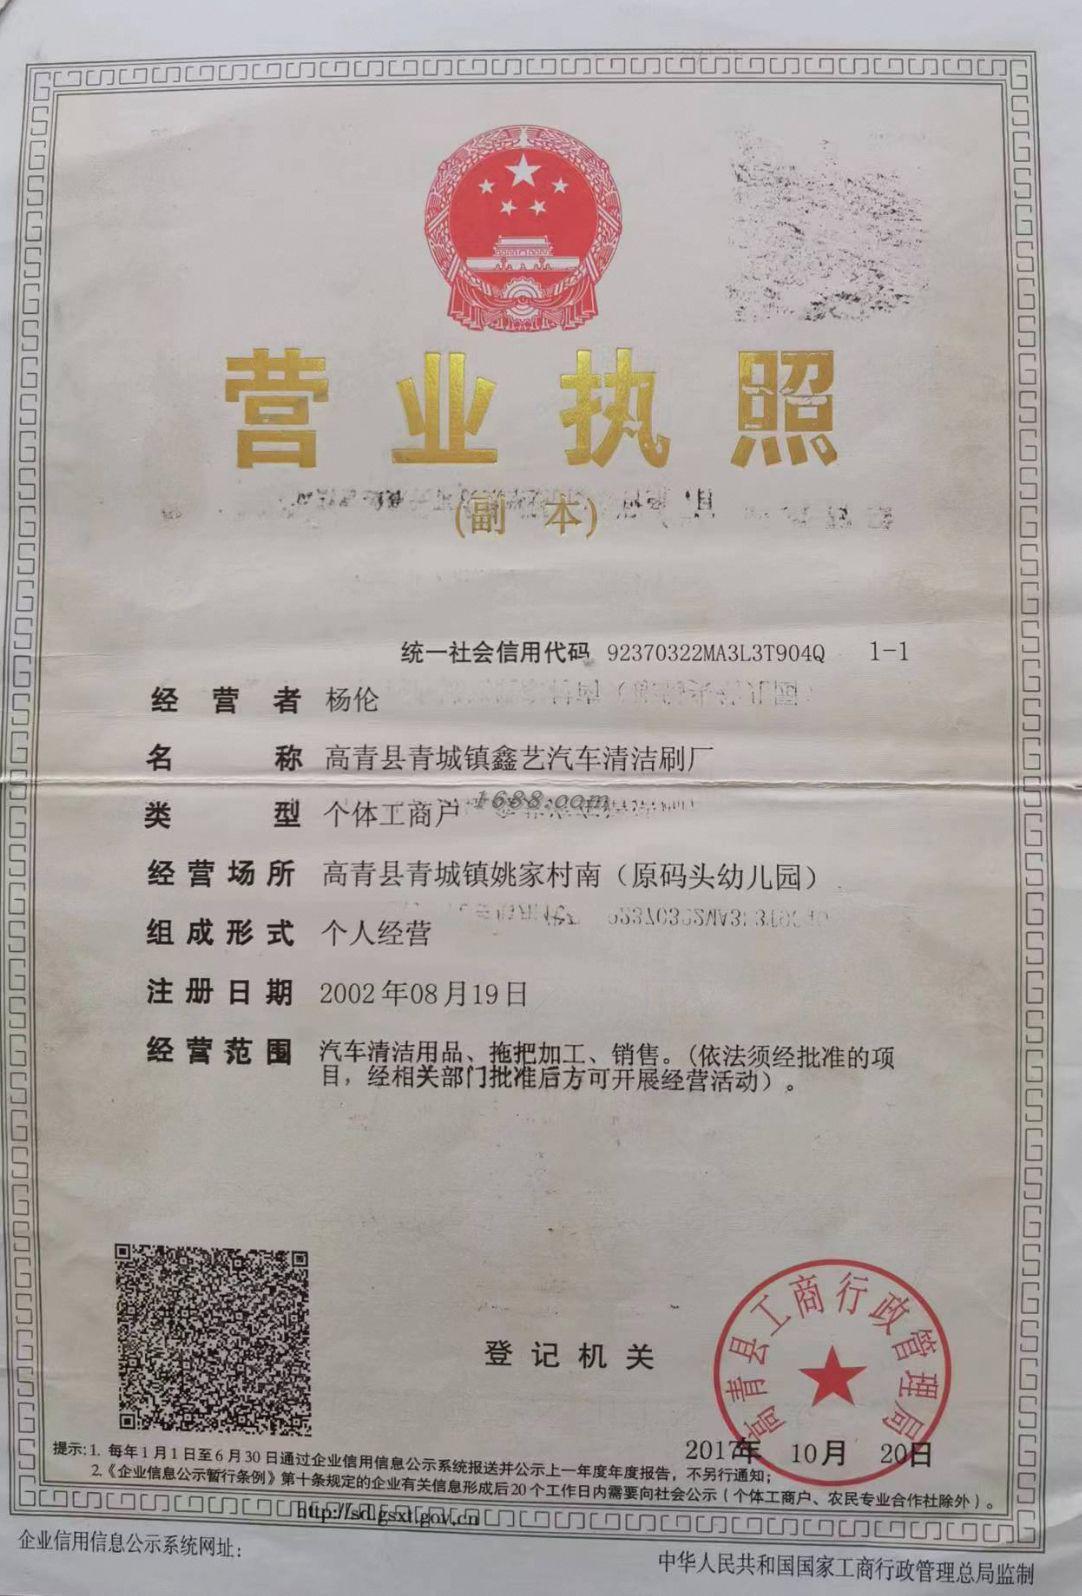 营业执照
(副 本)
统一社会信用代码 92370322MA3L3T904Q 1-1
经营者 杨伦
名称 高青县青城镇鑫艺汽车清洁刷厂
1688.com
类型 个体工商户
经营场所 高青县青城镇姚家村南（原码头幼儿园）
组成形式 个人经营
注册日期 2002年08月19日
经营范围 汽车清洁用品、拖把加工、销售。(依法须经批准的项
目，经相关部门批准后方可开展经营活动）。
高青县工商行政管理局
登记机关
2017年 10月 20日
提示: 1. 每年1月1日至6月30日通过企业信用信息公示系统报送并公示上一年度年度报告，不另行通知；
2.《企业信息公示暂行条例》第十条规定的企业有关信息形成后20个工作日内需要向社会公示（个体工商户、农民专业合作社除外）。
http://sd.gsxt.gov.cn
企业信用信息公示系统网址：
中华人民共和国国家工商行政管理总局监制